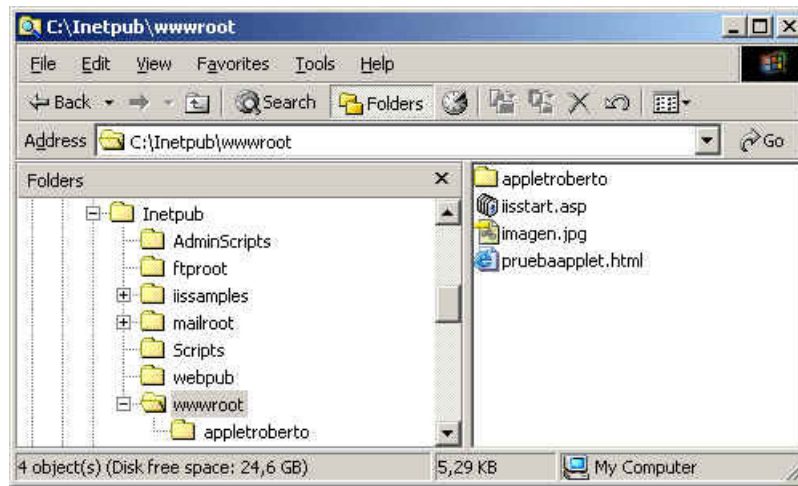 C:\Inetpub\wwwroot
File Edit View Favorites Tools Help
Back Search Folders
Address C:\Inetpub\wwwroot Go
Folders
Inetpub
AdminScripts
ftproot
iissamples
mailroot
Scripts
webpub
wwwroot
appletroberto
appletroberto
iisstart.asp
imagen.jpg
pruebaapplet.html
4 object(s) (Disk free space: 24,6 GB) 5,29 KB My Computer